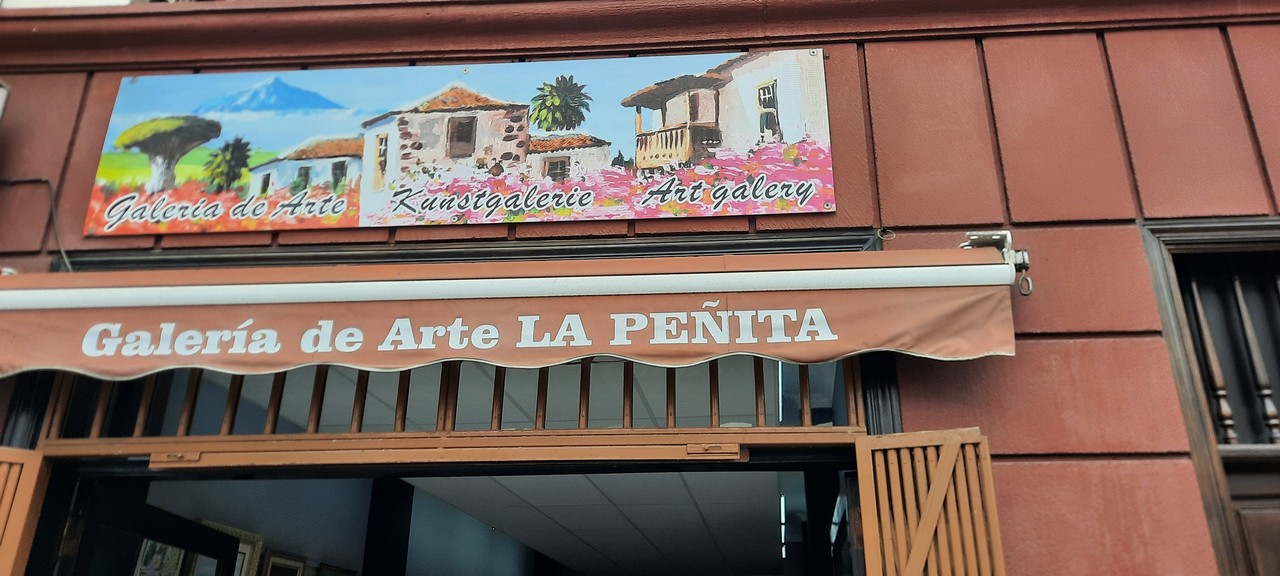 Galeria de Arte Kunstgalerie Art galery
Galería de Arte LA PEÑITA